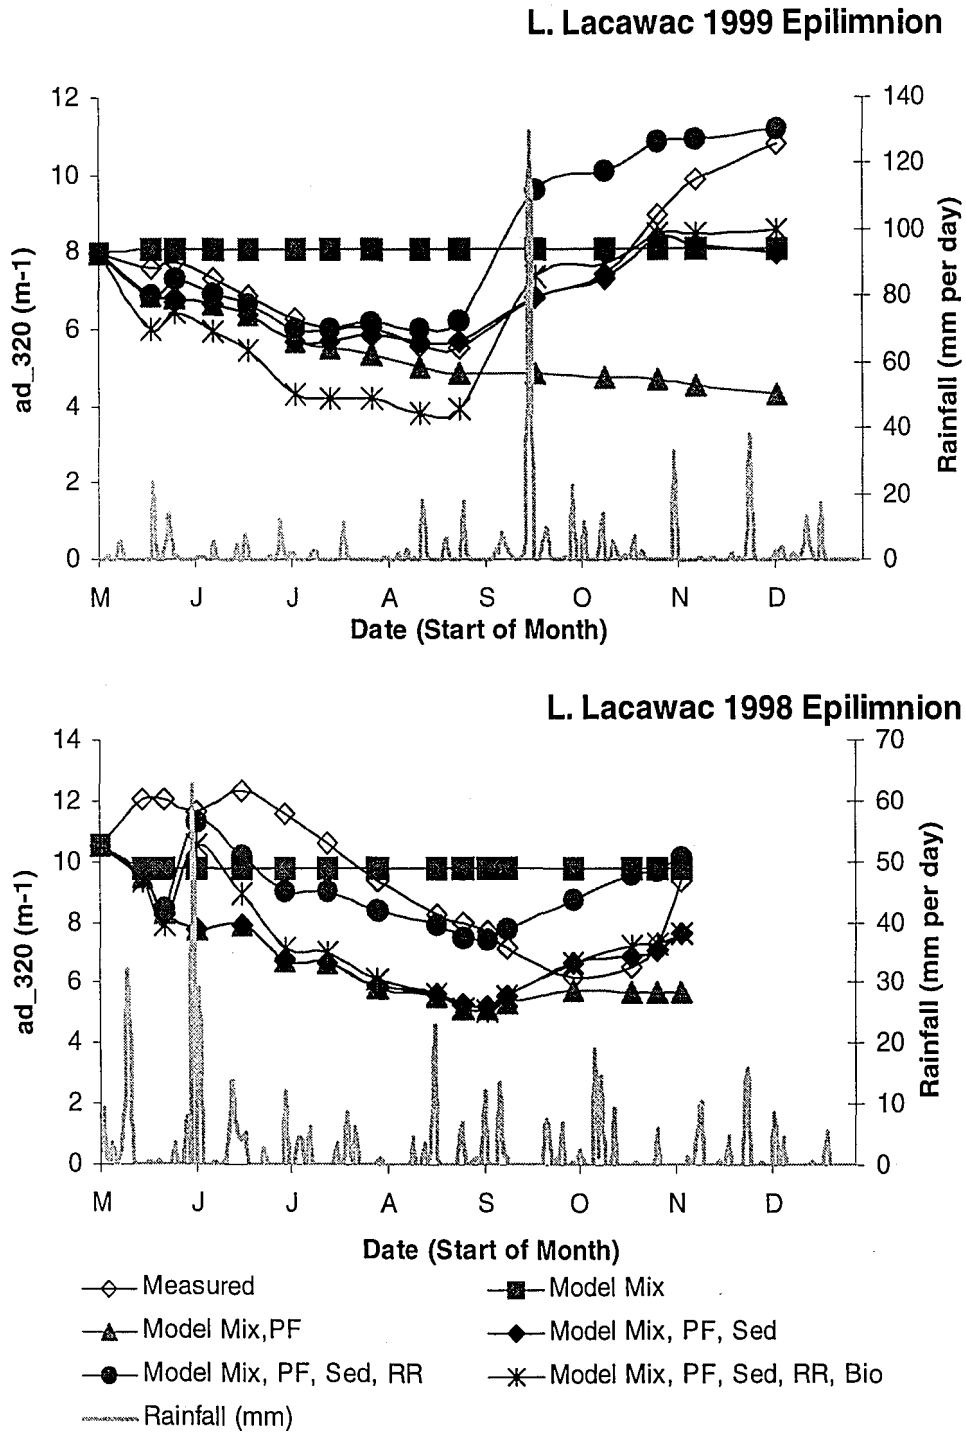 L. Lacawac 1999 Epilimnion
12
10
8
6
4
2
0
ad_320 (m-1)
140
120
100
80
60
40
20
0
Rainfall (mm per day)
M J J A S O N D
Date (Start of Month)
L. Lacawac 1998 Epilimnion
14
12
10
8
6
4
2
0
ad_320 (m-1)
70
60
50
40
30
20
10
0
Rainfall (mm per day)
M J J A S O N D
Date (Start of Month)
Measured
Model Mix
Model Mix,PF
Model Mix, PF, Sed
Model Mix, PF, Sed, RR
Model Mix, PF, Sed, RR, Bio
Rainfall (mm)